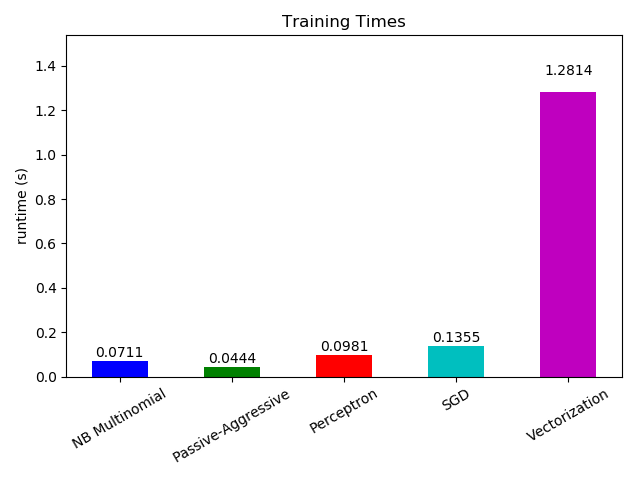 Training Times
runtime (s)
1.4
1.2
1.0
0.8
0.6
0.4
0.2
0.0
0.0711
0.0444
0.0981
0.1355
1.2814
NB Multinomial
Passive-Aggressive
Perceptron
SGD
Vectorization